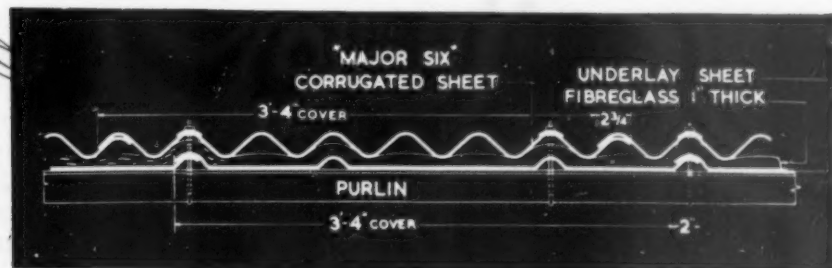 "MAJOR SIX"
CORRUGATED SHEET
UNDERLAY SHEET
FIBREGLASS 1" THICK
3'-4" COVER
2¾"
PURLIN
3'-4" COVER
2"